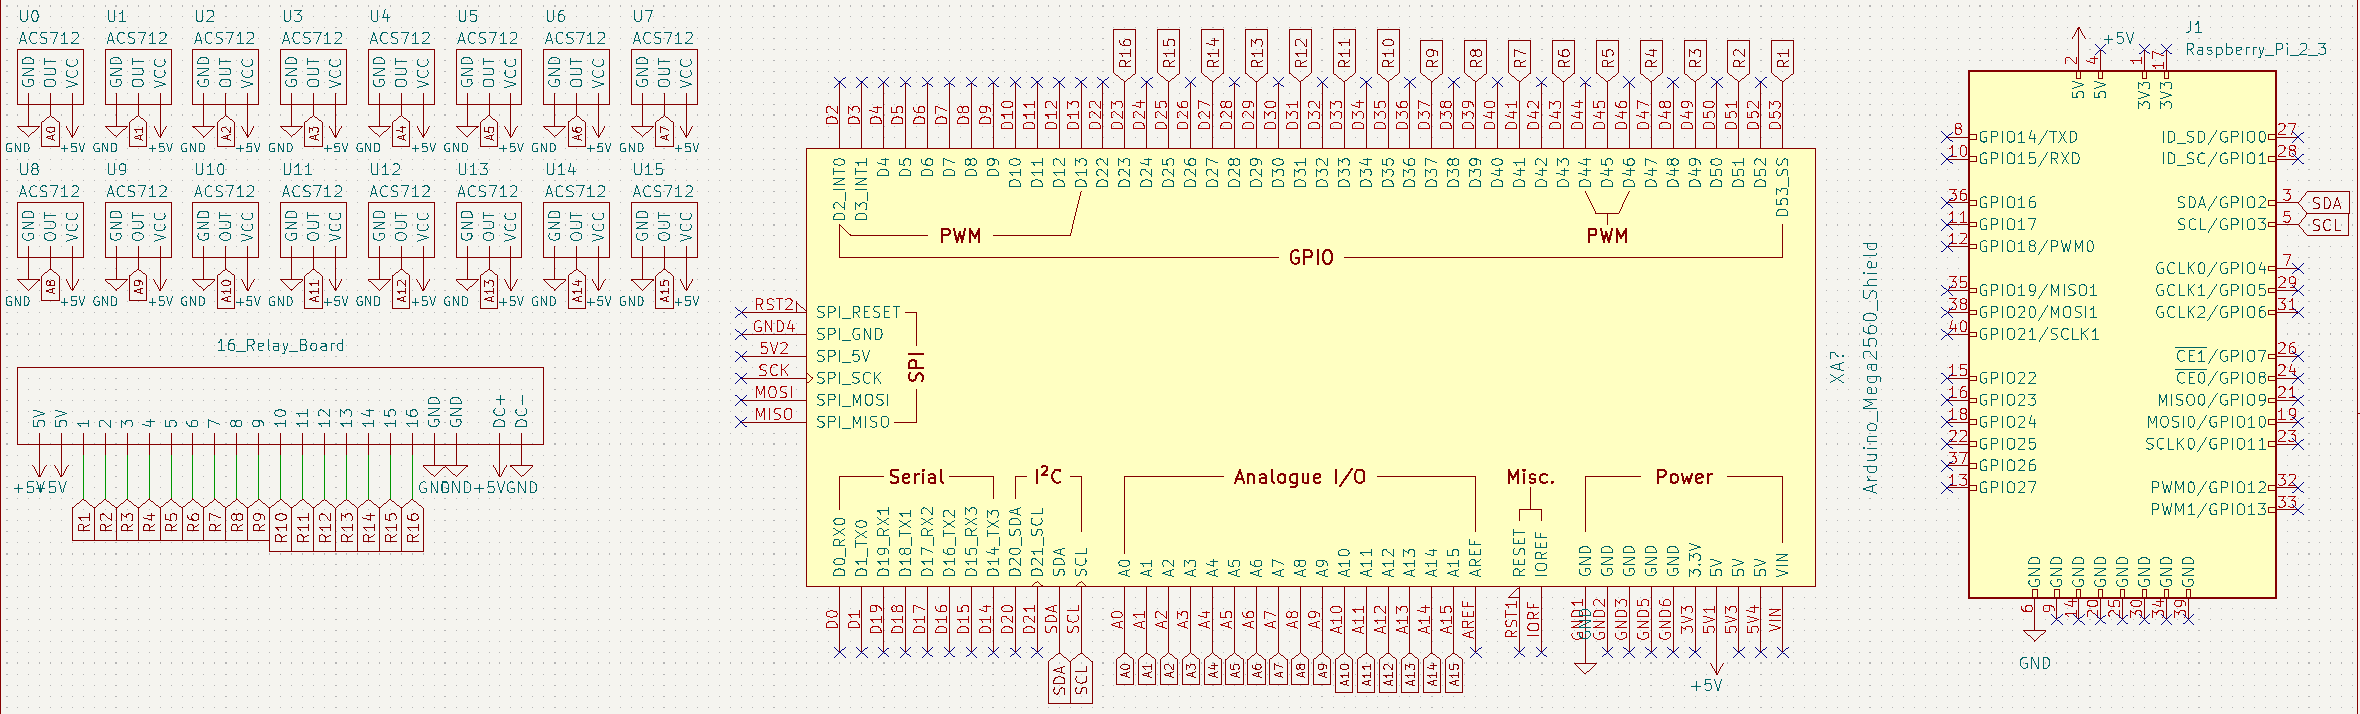 U0 U1 U2 U3 U4 U5 U6 U7
ACS712 ACS712 ACS712 ACS712 ACS712 ACS712 ACS712 ACS712
GND OUT VCC GND OUT VCC GND OUT VCC GND OUT VCC GND OUT VCC GND OUT VCC GND OUT VCC GND OUT VCC
A0 A1 A2 A3 A4 A5 A6 A7
GND +5V GND +5V GND +5V GND +5V GND +5V GND +5V GND +5V GND +5V
U8 U9 U10 U11 U12 U13 U14 U15
ACS712 ACS712 ACS712 ACS712 ACS712 ACS712 ACS712 ACS712
GND OUT VCC GND OUT VCC GND OUT VCC GND OUT VCC GND OUT VCC GND OUT VCC GND OUT VCC GND OUT VCC
A8 A9 A10 A11 A12 A13 A14 A15
GND +5V GND +5V GND +5V GND +5V GND +5V GND +5V GND +5V GND +5V
16_Relay_Board
5V 5V 1 2 3 4 5 6 7 8 9 10 11 12 13 14 15 16 GND GND DC+ DC-
+5V +5V GND GND +5V GND
R1 R2 R3 R4 R5 R6 R7 R8 R9 R10 R11 R12 R13 R14 R15 R16
R16 R15 R14 R13 R12 R11 R10 R9 R8 R7 R6 R5 R4 R3 R2 R1
D2 D3 D4 D5 D6 D7 D8 D9 D10 D11 D12 D13 D22 D23 D24 D25 D26 D27 D28 D29 D30 D31 D32 D33 D34 D35 D36 D37 D38 D39 D40 D41 D42 D43 D44 D45 D46 D47 D48 D49 D50 D51 D52 D53
D2_INT0 D3_INT1 D4 D5 D6 D7 D8 D9 D10 D11 D12 D13 D22 D23 D24 D25 D26 D27 D28 D29 D30 D31 D32 D33 D34 D35 D36 D37 D38 D39 D40 D41 D42 D43 D44 D45 D46 D47 D48 D49 D50 D51 D52 D53_SS
PWM PWM
GPIO
RST2 SPI_RESET
GND4 SPI_GND
5V2 SPI_5V
SCK SPI_SCK
MOSI SPI_MOSI
MISO SPI_MISO
SPI
XA?
Arduino_Mega2560_Shield
Serial I²C Analogue I/O Misc. Power
D0_RX0 D1_TX0 D19_RX1 D18_TX1 D17_RX2 D16_TX2 D15_RX3 D14_TX3 D20_SDA D21_SCL SDA SCL A0 A1 A2 A3 A4 A5 A6 A7 A8 A9 A10 A11 A12 A13 A14 A15 AREF RESET IOREF GND GND GND GND GND 3.3V 5V 5V 5V VIN
D0 D1 D19 D18 D17 D16 D15 D14 D20 D21 SDA SCL A0 A1 A2 A3 A4 A5 A6 A7 A8 A9 A10 A11 A12 A13 A14 A15 AREF RST1 IORF GND1 GND2 GND3 GND5 GND6 3V3 5V1 5V3 5V4 VIN
GND
SDA SCL A0 A1 A2 A3 A4 A5 A6 A7 A8 A9 A10 A11 A12 A13 A14 A15
+5V
J1
Raspberry_Pi_2_3
+5V
2 4 1 17
5V 5V 3V3 3V3
8 GPIO14/TXD ID_SD/GPIO0 27
10 GPIO15/RXD ID_SC/GPIO1 28
36 GPIO16 SDA/GPIO2 3 SDA
11 GPIO17 SCL/GPIO3 5 SCL
12 GPIO18/PWM0
GCLK0/GPIO4 7
35 GPIO19/MISO1 GCLK1/GPIO5 29
38 GPIO20/MOSI1 GCLK2/GPIO6 31
40 GPIO21/SCLK1
CE1/GPIO7 26
15 GPIO22 CE0/GPIO8 24
16 GPIO23 MISO0/GPIO9 21
18 GPIO24 MOSI0/GPIO10 19
22 GPIO25 SCLK0/GPIO11 23
37 GPIO26
13 GPIO27 PWM0/GPIO12 32
PWM1/GPIO13 33
GND GND GND GND GND GND GND GND
6 9 14 20 25 30 34 39
GND